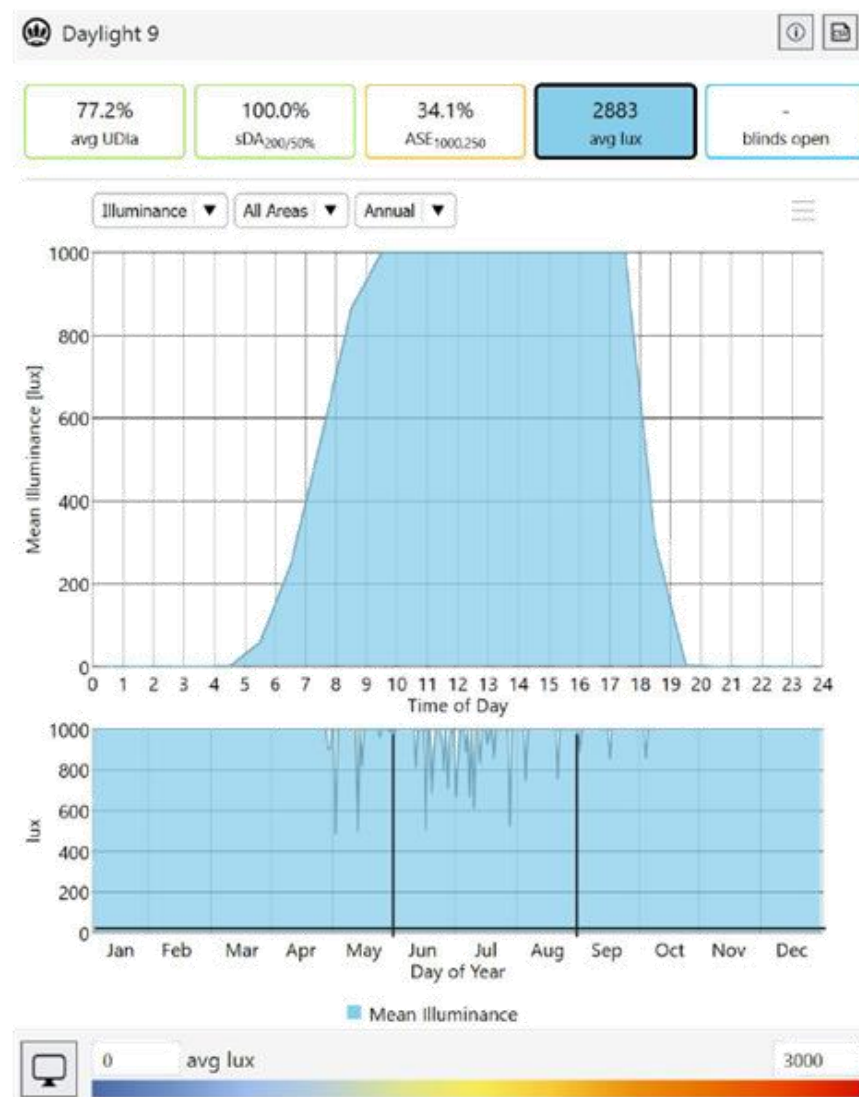 Daylight 9
77.2% 100.0% 34.1% 2883 -
avg UDIa sDA200/50% ASE1000,250 avg lux blinds open
Illuminance ▼ All Areas ▼ Annual ▼
Mean Illuminance [lux]
1000
800
600
400
200
0
0 1 2 3 4 5 6 7 8 9 10 11 12 13 14 15 16 17 18 19 20 21 22 23 24
Time of Day
lux
1000
800
600
400
200
0
Jan Feb Mar Apr May Jun Jul Aug Sep Oct Nov Dec
Day of Year
Mean Illuminance
0 avg lux 3000